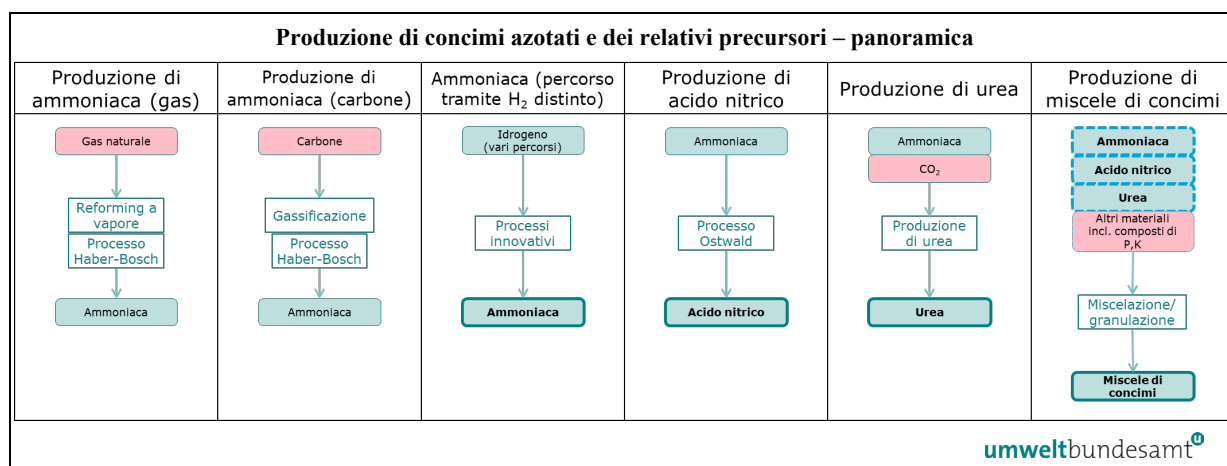 Produzione di concimi azotati e dei relativi precursori – panoramica
Produzione di
ammoniaca (gas)
Gas naturale
Reforming a
vapore
Processo
Haber-Bosch
Ammoniaca
Produzione di
ammoniaca (carbone)
Carbone
Gassificazione
Processo
Haber-Bosch
Ammoniaca
Ammoniaca (percorso
tramite H₂ distinto)
Idrogeno
(vari percorsi)
Processi
innovativi
Ammoniaca
Produzione di
acido nitrico
Ammoniaca
Processo
Ostwald
Acido nitrico
Produzione di urea
Ammoniaca
CO₂
Produzione
di urea
Urea
Produzione di
miscele di concimi
Ammoniaca
Acido nitrico
Urea
Altri materiali
incl. composti di
P,K
Miscelazione/
granulazione
Miscele di
concimi
umweltbundesamt u